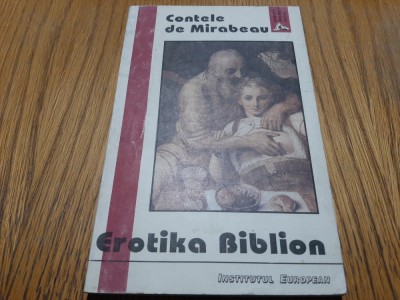 Contele
de Mirabeau
Erotika Biblion
INSTITUTUL EUROPEAN